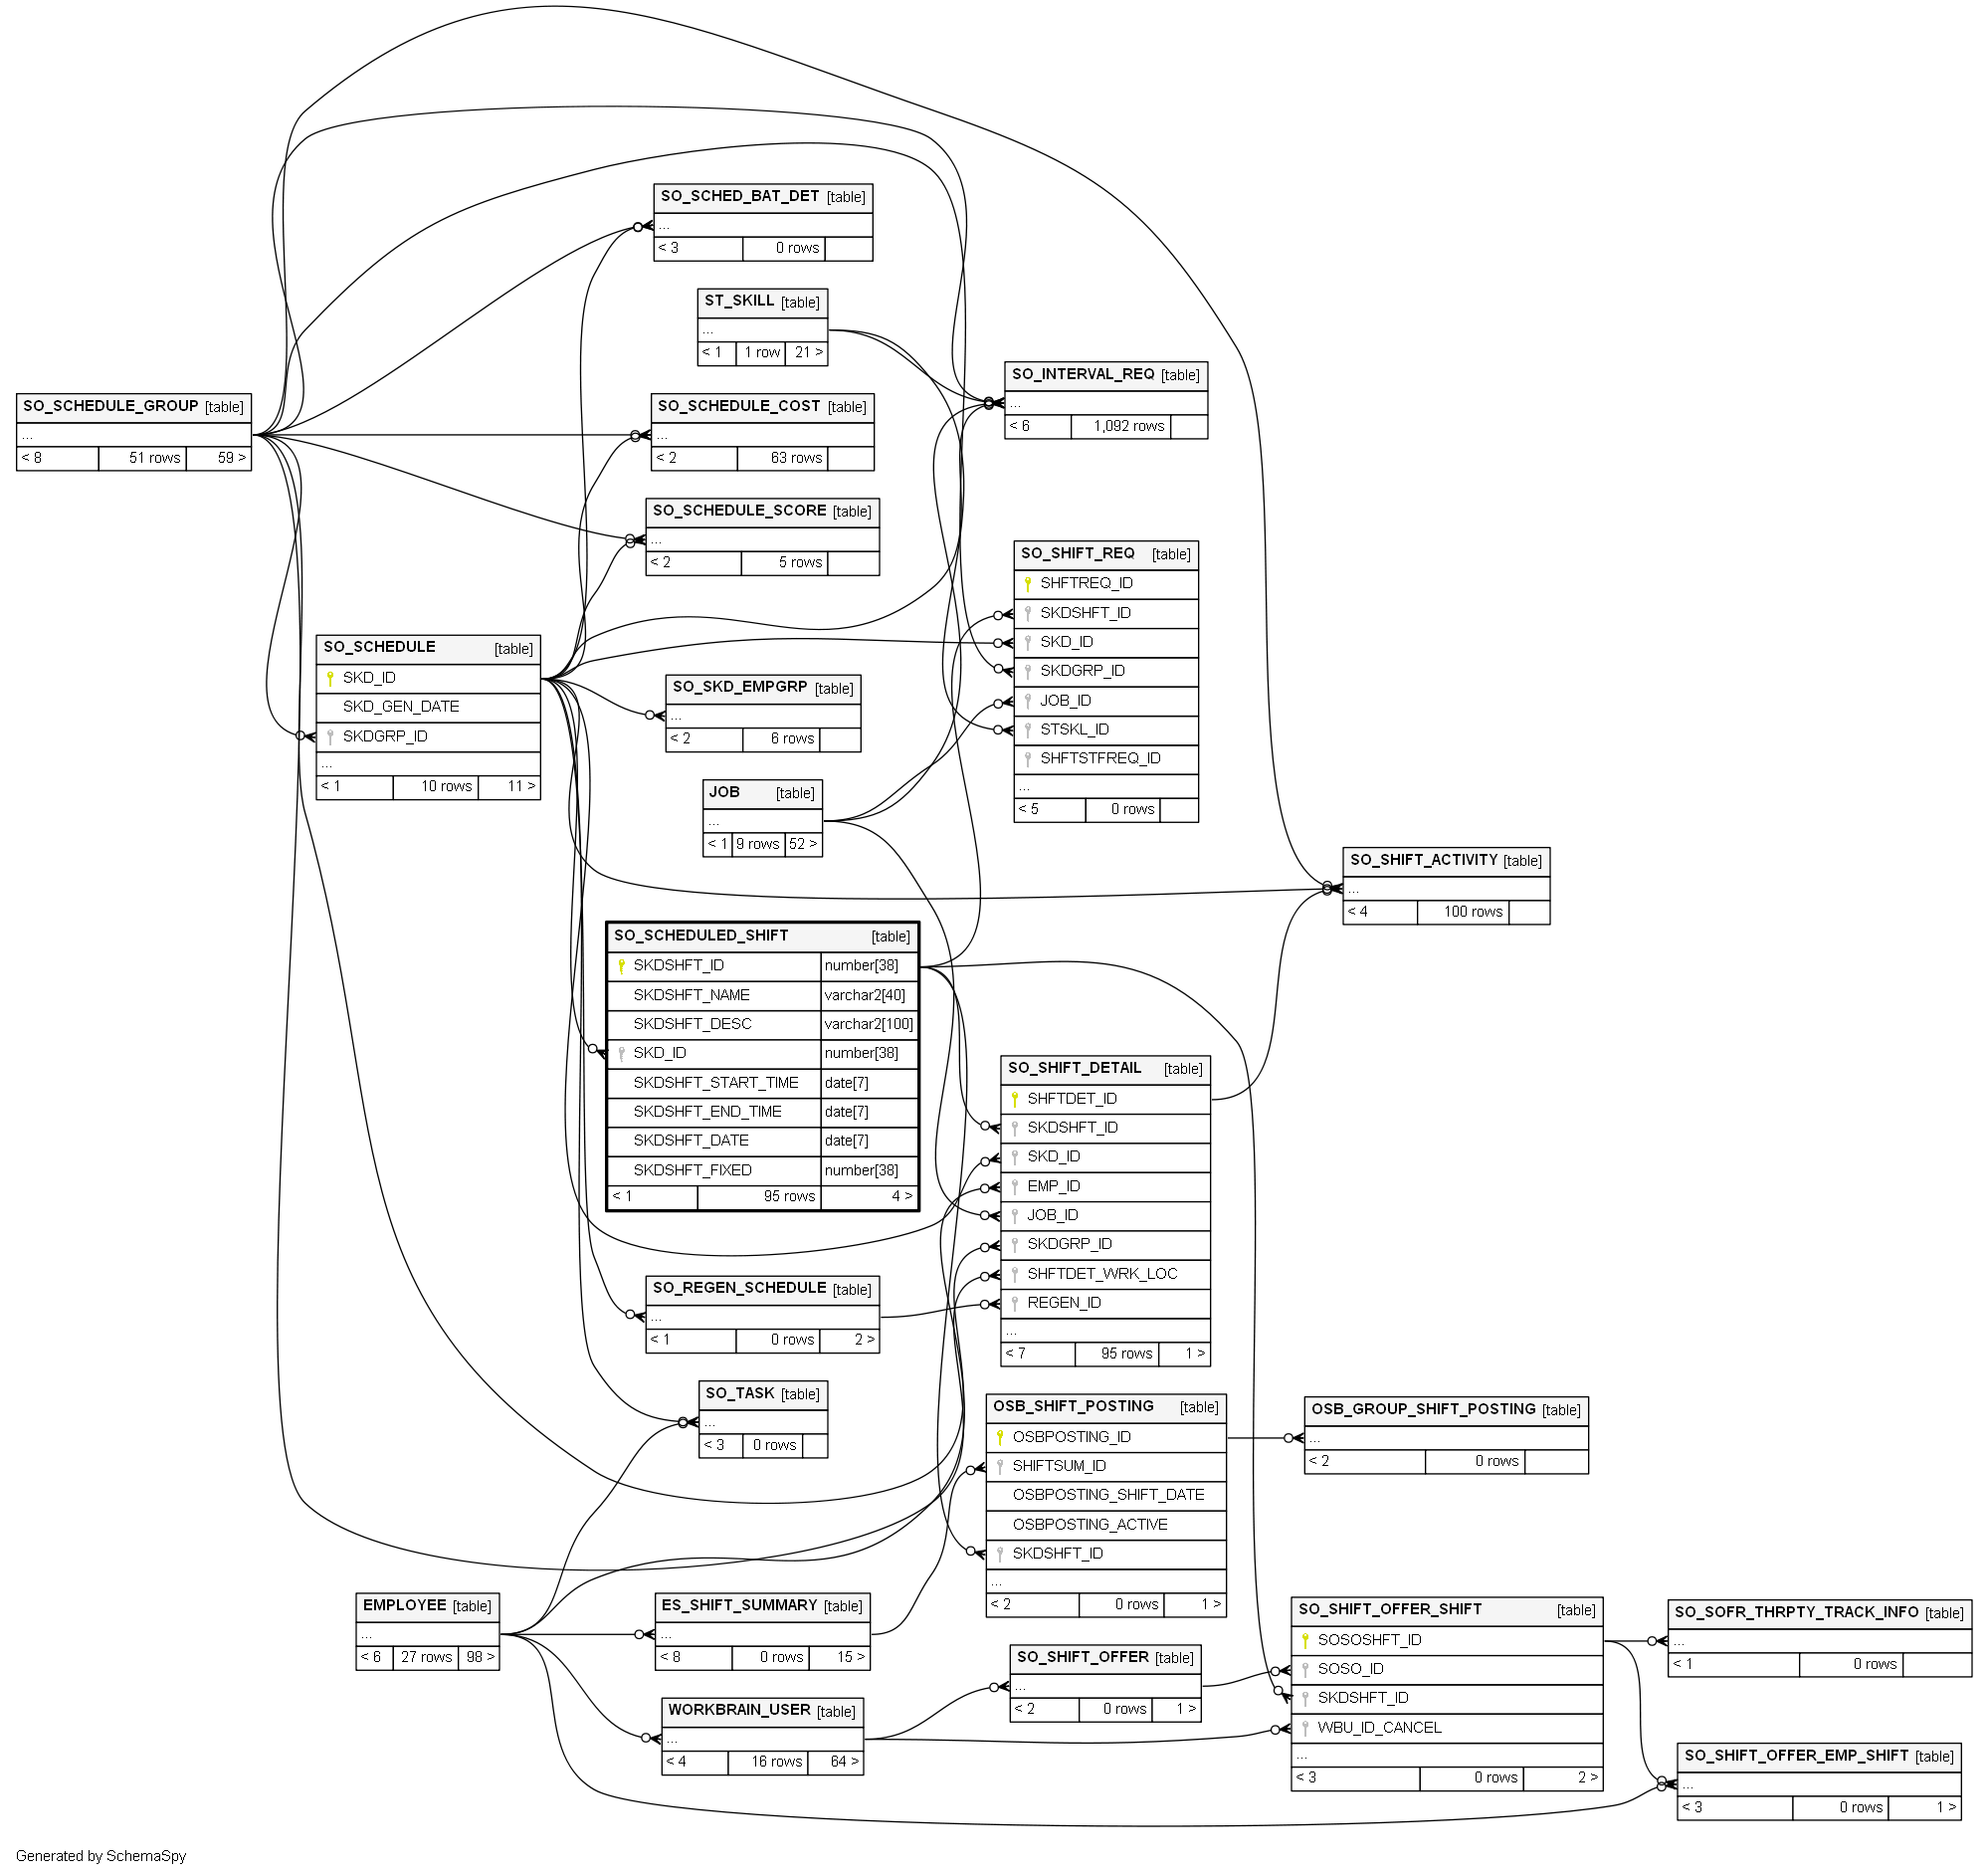 SO_SCHED_BAT_DET [table]
...
< 3 0 rows
ST_SKILL [table]
...
< 1 1 row 21 >
SO_INTERVAL_REQ [table]
...
< 6 1,092 rows
SO_SCHEDULE_GROUP [table]
...
< 8 51 rows 59 >
SO_SCHEDULE_COST [table]
...
< 2 63 rows
SO_SCHEDULE_SCORE [table]
...
< 2 5 rows
SO_SHIFT_REQ [table]
SHFTREQ_ID
SKDSHFT_ID
SKD_ID
SKDGRP_ID
JOB_ID
STSKL_ID
SHFTSTFREQ_ID
...
< 5 0 rows
SO_SCHEDULE [table]
SKD_ID
SKD_GEN_DATE
SKDGRP_ID
...
< 1 10 rows 11 >
SO_SKD_EMPGRP [table]
...
< 2 6 rows
JOB [table]
...
< 1 9 rows 52 >
SO_SHIFT_ACTIVITY [table]
...
< 4 100 rows
SO_SCHEDULED_SHIFT [table]
SKDSHFT_ID number[38]
SKDSHFT_NAME varchar2[40]
SKDSHFT_DESC varchar2[100]
SKD_ID number[38]
SKDSHFT_START_TIME date[7]
SKDSHFT_END_TIME date[7]
SKDSHFT_DATE date[7]
SKDSHFT_FIXED number[38]
< 1 95 rows 4 >
SO_SHIFT_DETAIL [table]
SHFTDET_ID
SKDSHFT_ID
SKD_ID
EMP_ID
JOB_ID
SKDGRP_ID
SHFTDET_WRK_LOC
REGEN_ID
...
< 7 95 rows 1 >
SO_REGEN_SCHEDULE [table]
...
< 1 0 rows 2 >
SO_TASK [table]
...
< 3 0 rows
OSB_SHIFT_POSTING [table]
OSBPOSTING_ID
SHIFTSUM_ID
OSBPOSTING_SHIFT_DATE
OSBPOSTING_ACTIVE
SKDSHFT_ID
...
< 2 0 rows 1 >
OSB_GROUP_SHIFT_POSTING [table]
...
< 2 0 rows
EMPLOYEE [table]
...
< 6 27 rows 98 >
ES_SHIFT_SUMMARY [table]
...
< 8 0 rows 15 >
WORKBRAIN_USER [table]
...
< 4 16 rows 64 >
SO_SHIFT_OFFER [table]
...
< 2 0 rows 1 >
SO_SHIFT_OFFER_SHIFT [table]
SOSOSHFT_ID
SOSO_ID
SKDSHFT_ID
WBU_ID_CANCEL
...
< 3 0 rows 2 >
SO_SOFR_THRPTY_TRACK_INFO [table]
...
< 1 0 rows
SO_SHIFT_OFFER_EMP_SHIFT [table]
...
< 3 0 rows 1 >
Generated by SchemaSpy